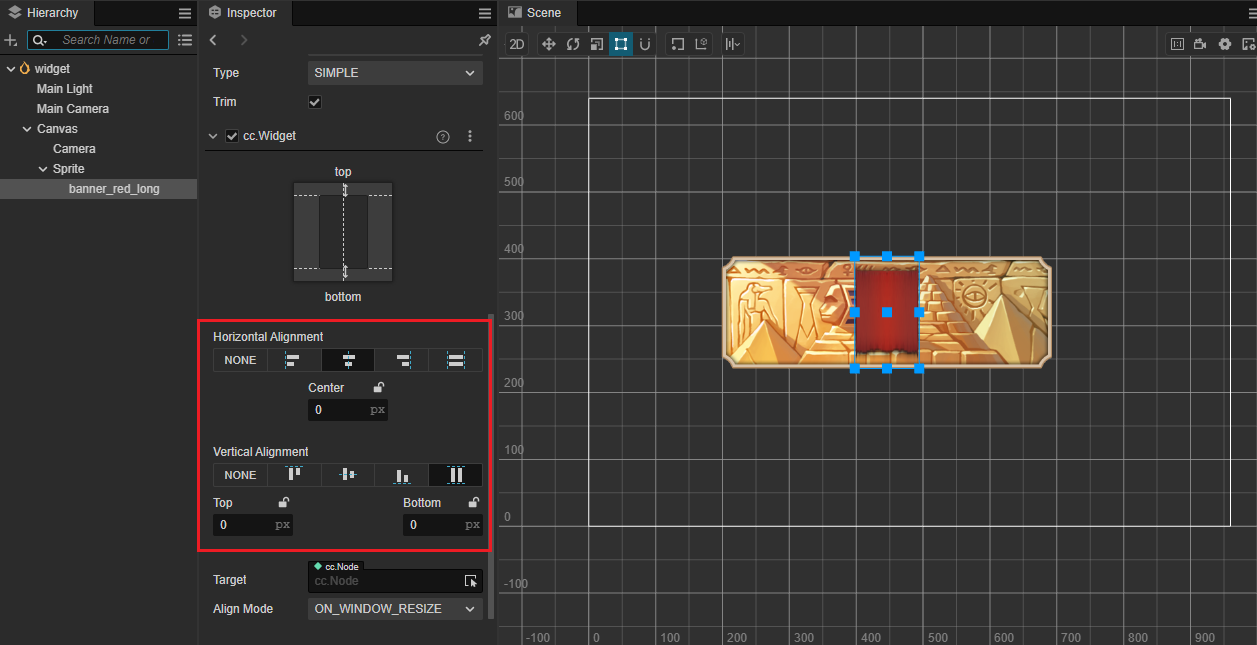 Hierarchy
Search Name or
widget
Main Light
Main Camera
Canvas
Camera
Sprite
banner_red_long
Inspector
Type
SIMPLE
Trim
cc.Widget
?
top
bottom
Horizontal Alignment
NONE
Center
0 px
Vertical Alignment
NONE
Top
Bottom
0 px
0 px
Target
cc.Node
cc.Node
Align Mode
ON_WINDOW_RESIZE
Scene
2D
600
500
400
300
200
100
0
-100
-100 0 100 200 300 400 500 600 700 800 900